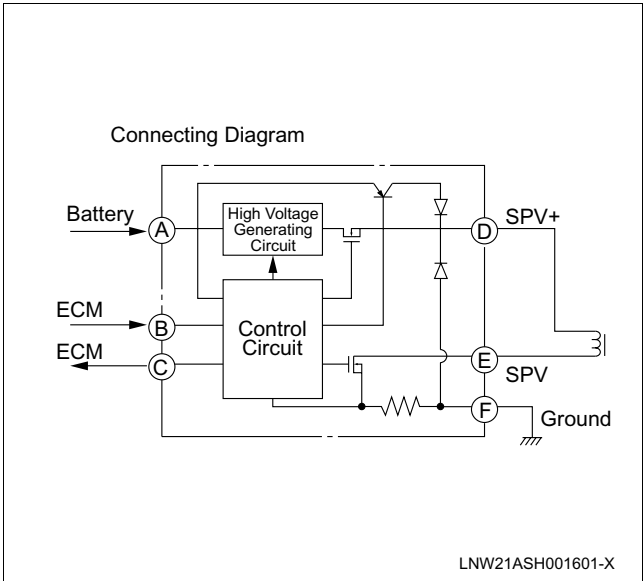 Connecting Diagram
Battery
A
High Voltage
Generating
Circuit
D
SPV+
ECM
B
Control
Circuit
ECM
C
E
SPV
F
Ground
LNW21ASH001601-X